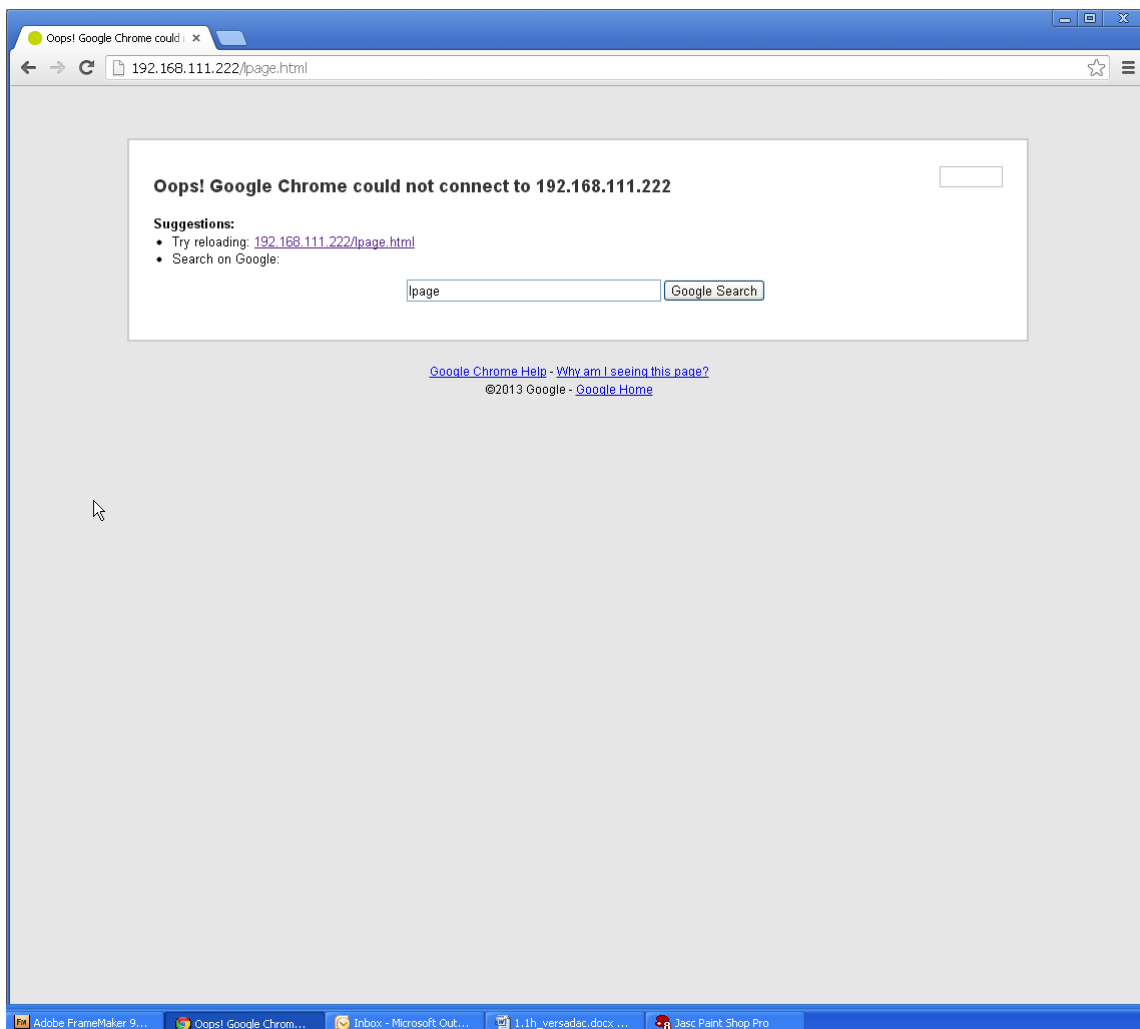 Oops! Google Chrome could
192.168.111.222/lpage.html
Oops! Google Chrome could not connect to 192.168.111.222
Suggestions:
• Try reloading: 192.168.111.222/lpage.html
• Search on Google:
lpage Google Search
Google Chrome Help - Why am I seeing this page?
©2013 Google - Google Home
Adobe FrameMaker 9... Oops! Google Chrom... Inbox - Microsoft Out... 1.1h_versadac.docx ... Jasc Paint Shop Pro